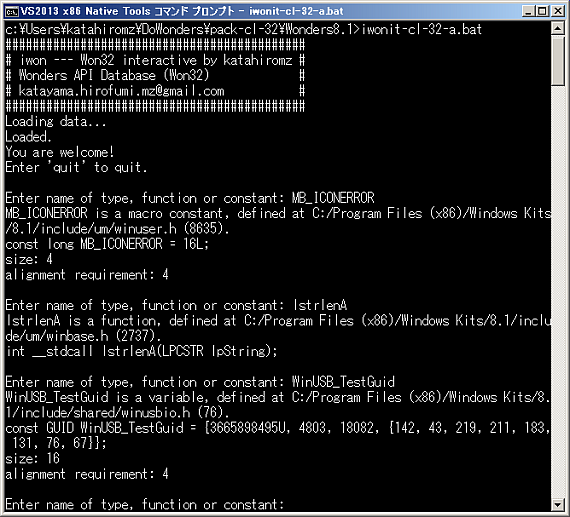 VS2013 x86 Native Tools コマンド プロンプト - iwonit-cl-32-a.bat
c:¥Users¥katahiromz¥DoWonders¥pack-cl-32¥Wonders8.1>iwonit-cl-32-a.bat
########################################
# iwon --- Won32 interactive by katahiromz #
# Wonders API Database (Won32)             #
# katayama.hirofumi.mz@gmail.com           #
########################################
Loading data...
Loaded.
You are welcome!
Enter 'quit' to quit.
Enter name of type, function or constant: MB_ICONERROR
MB_ICONERROR is a macro constant, defined at C:/Program Files (x86)/Windows Kits
/8.1/include/um/winuser.h (8635).
const long MB_ICONERROR = 16L;
size: 4
alignment requirement: 4
Enter name of type, function or constant: lstrlenA
lstrlenA is a function, defined at C:/Program Files (x86)/Windows Kits/8.1/inclu
de/um/winbase.h (2737).
int __stdcall lstrlenA(LPCSTR lpString);
Enter name of type, function or constant: WinUSB_TestGuid
WinUSB_TestGuid is a variable, defined at C:/Program Files (x86)/Windows Kits/8.
1/include/shared/winusbio.h (76).
const GUID WinUSB_TestGuid = {3665898495U, 4803, 18082, {142, 43, 219, 211, 183,
 131, 76, 67}};
size: 16
alignment requirement: 4
Enter name of type, function or constant: